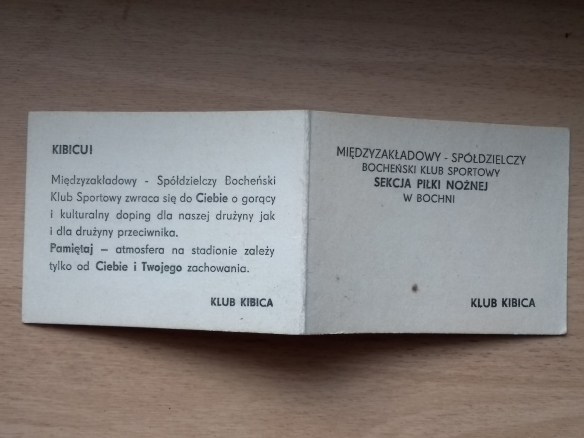 KIBICU!
Międzyzakładowy - Spółdzielczy Bocheński
Klub Sportowy zwraca się do Ciebie o gorący
i kulturalny doping dla naszej drużyny jak
i dla drużyny przeciwnika.
Pamiętaj – atmosfera na stadionie zależy
tylko od Ciebie i Twojego zachowania.
KLUB KIBICA
MIĘDZYZAKŁADOWY - SPÓŁDZIELCZY
BOCHEŃSKI KLUB SPORTOWY
SEKCJA PIŁKI NOŻNEJ
W BOCHNI
KLUB KIBICA